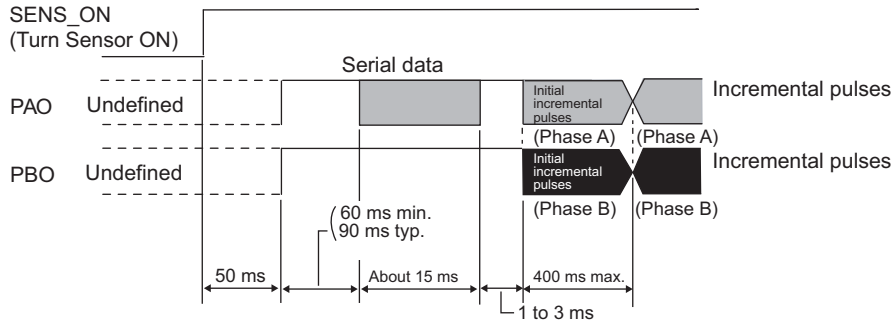 SENS_ON
(Turn Sensor ON)
Serial data
PAO
Undefined
Initial
incremental
pulses
Incremental pulses
(Phase A)
(Phase A)
PBO
Undefined
Initial
incremental
pulses
Incremental pulses
(Phase B)
(Phase B)
60 ms min.
90 ms typ.
50 ms
About 15 ms
400 ms max.
1 to 3 ms